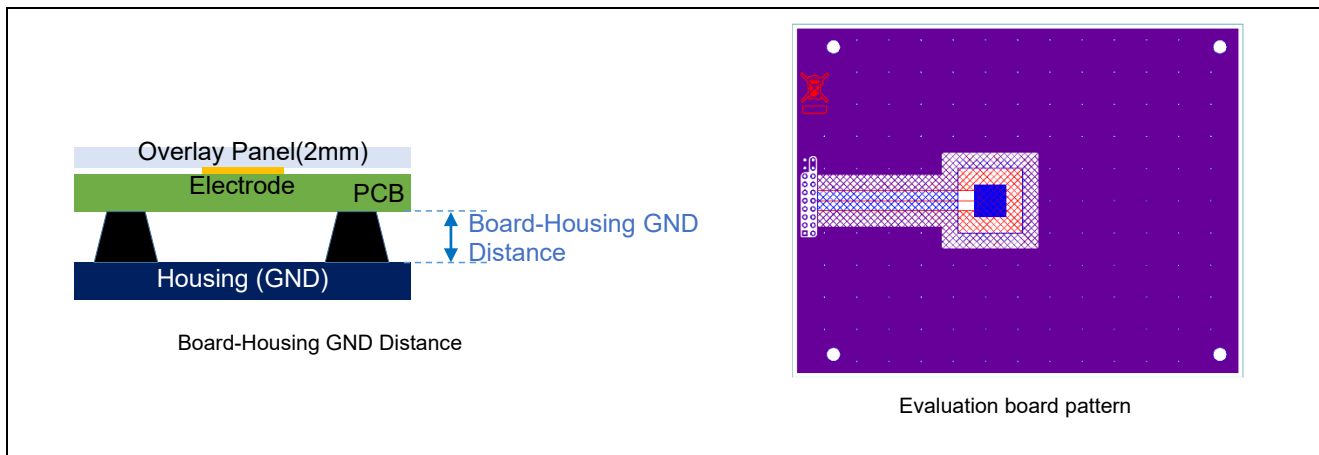 Overlay Panel(2mm)
Electrode
PCB
Board-Housing GND
Distance
Housing (GND)
Board-Housing GND Distance
Evaluation board pattern